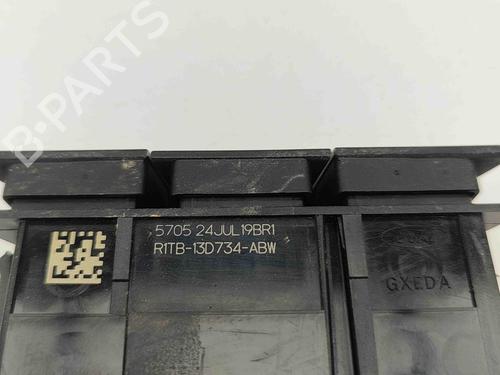 B-PARTS
5705 24JUL19BR1
R1TB-13D734-ABW
GXEDA